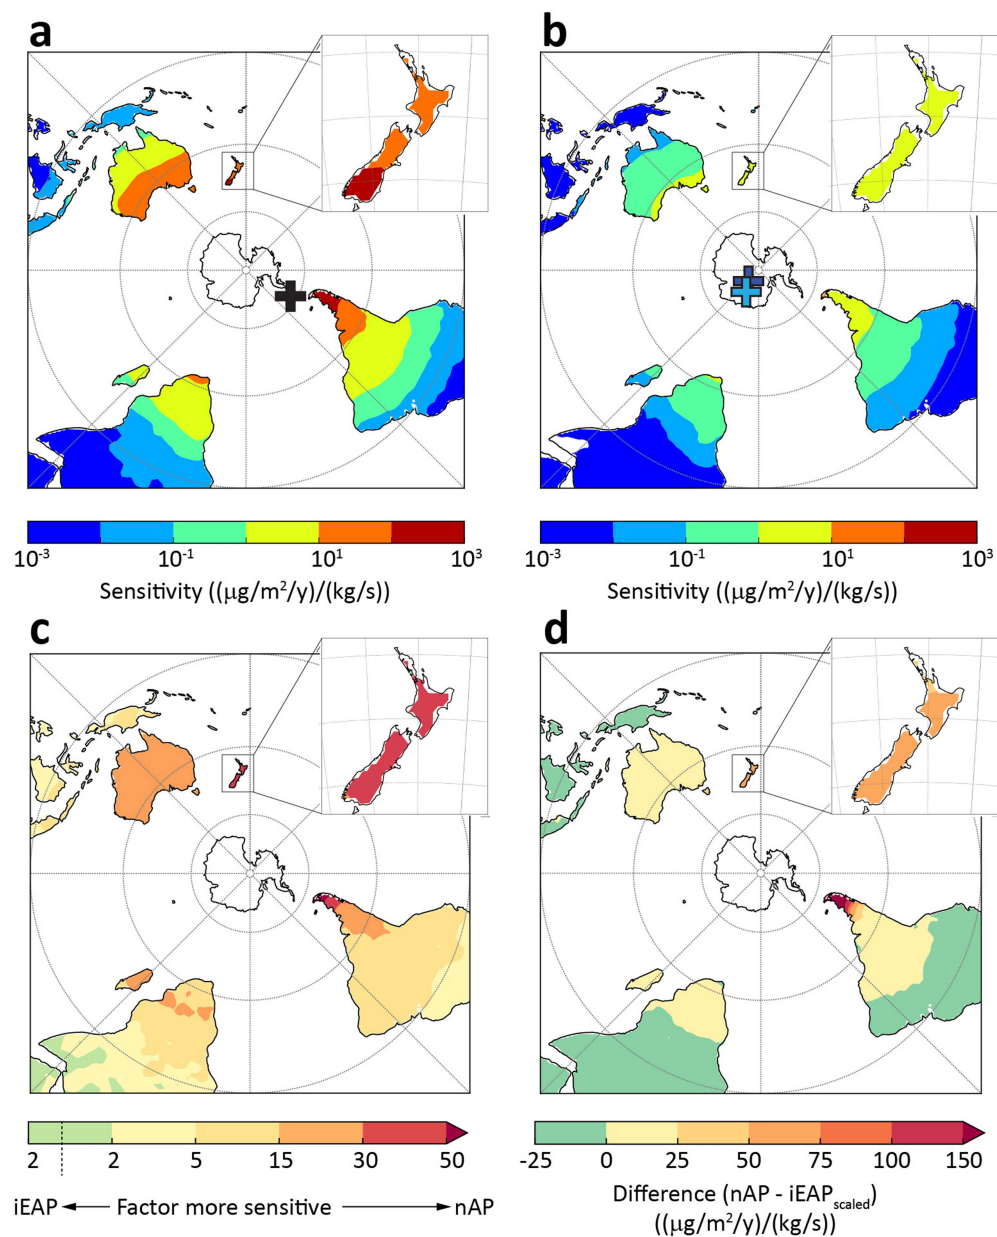 a
b
10⁻³ 10⁻¹ 10¹ 10³
Sensitivity ((µg/m²/y)/(kg/s))
10⁻³ 10⁻¹ 10¹ 10³
Sensitivity ((µg/m²/y)/(kg/s))
c
d
2 2 5 15 30 50
iEAP Factor more sensitive nAP
-25 0 25 50 75 100 150
Difference (nAP - iEAPscaled)
((µg/m²/y)/(kg/s))